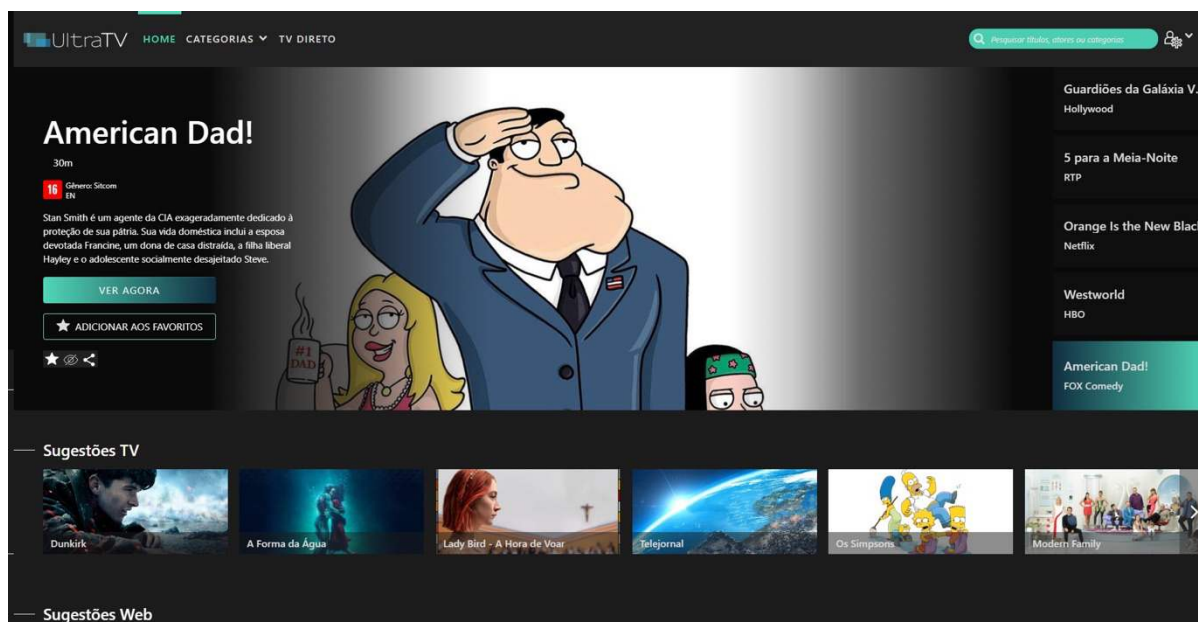 UltraTV HOME CATEGORIAS TV DIRETO
Pesquisar títulos, atores ou categorias
American Dad!
30m
16 Gênero: Sitcom
EN
Stan Smith é um agente da CIA exageradamente dedicado à
proteção de sua pátria. Sua vida doméstica inclui a esposa
devotada Francine, um dona de casa distraída, a filha liberal
Hayley e o adolescente socialmente desajeitado Steve.
VER AGORA
ADICIONAR AOS FAVORITOS
#1
DAD
Guardiões da Galáxia V.
Hollywood
5 para a Meia-Noite
RTP
Orange Is the New Blac
Netflix
Westworld
HBO
American Dad!
FOX Comedy
Sugestões TV
Dunkirk
A Forma da Água
Lady Bird - A Hora de Voar
Telejornal
Os Simpsons
Modern Family
Sugestões Web